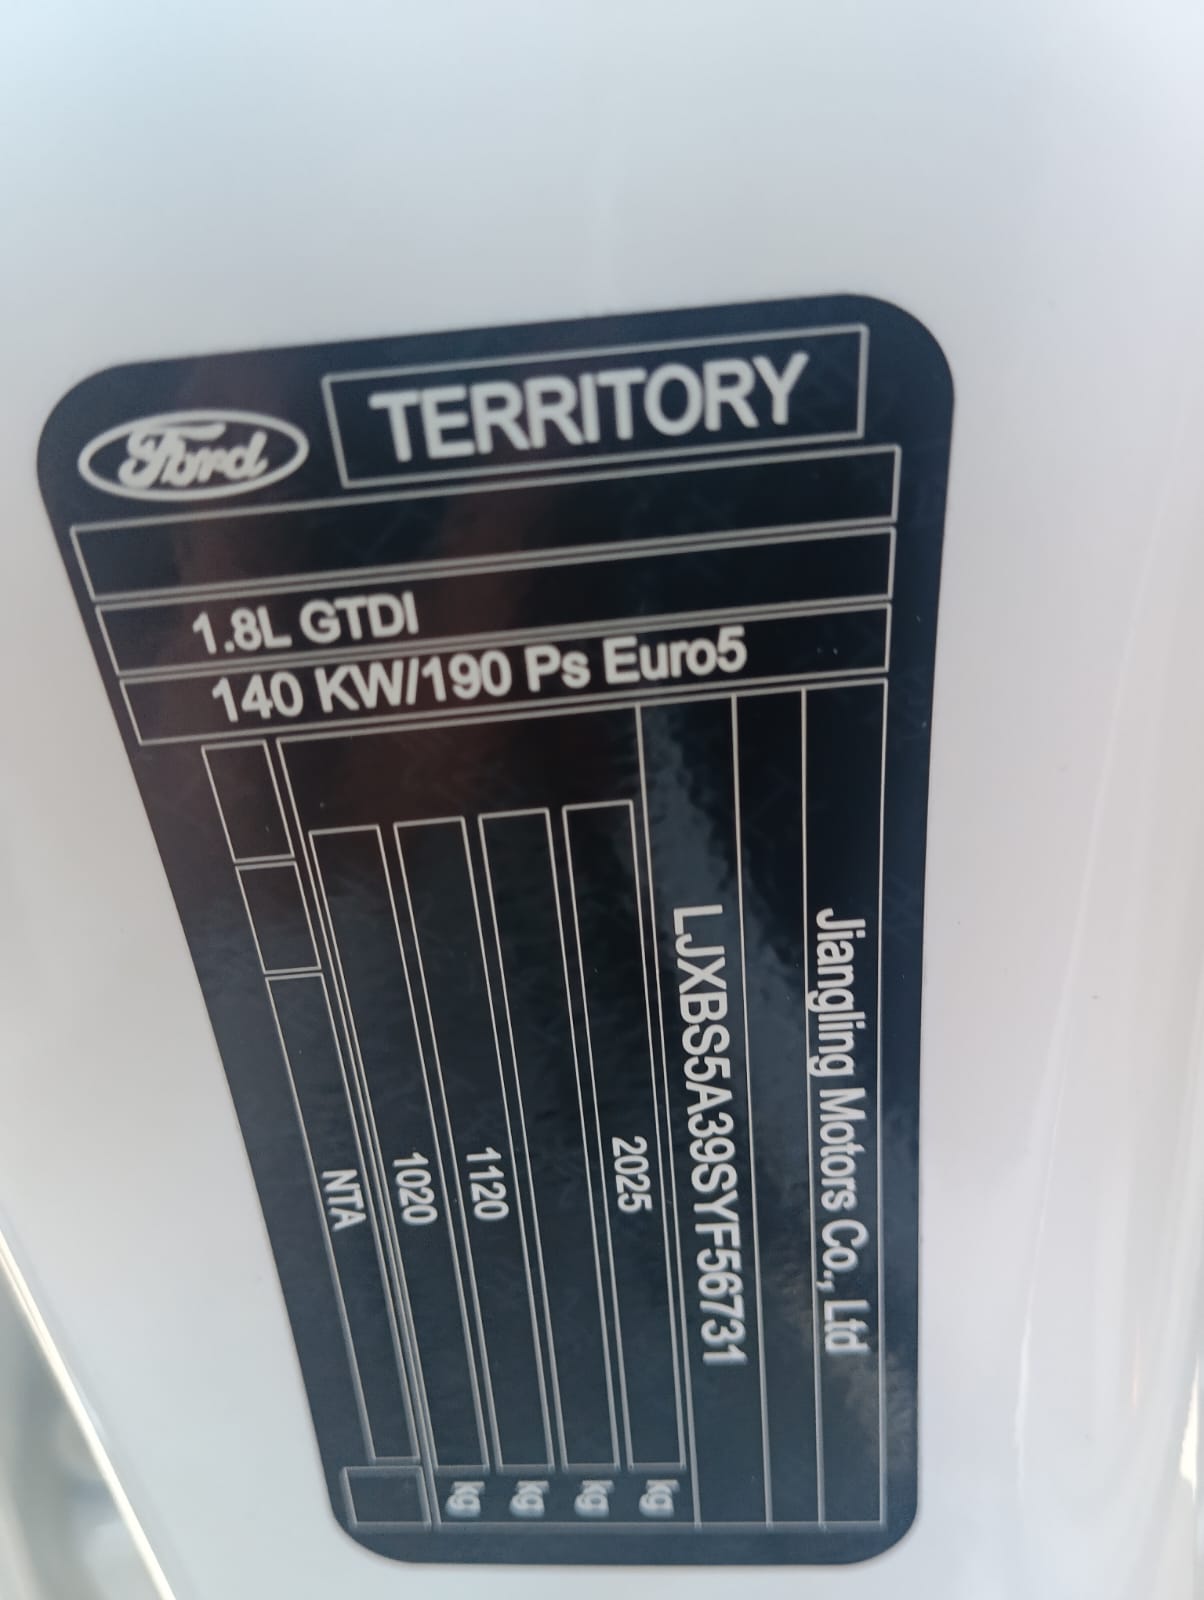 Ford
TERRITORY
1.8L GTDI
140 KW/190 Ps Euro5
Jiangling Motors Co., Ltd
LJXBS5A39SYF56731
2025 kg
kg
1120 kg
1020 kg
NTA